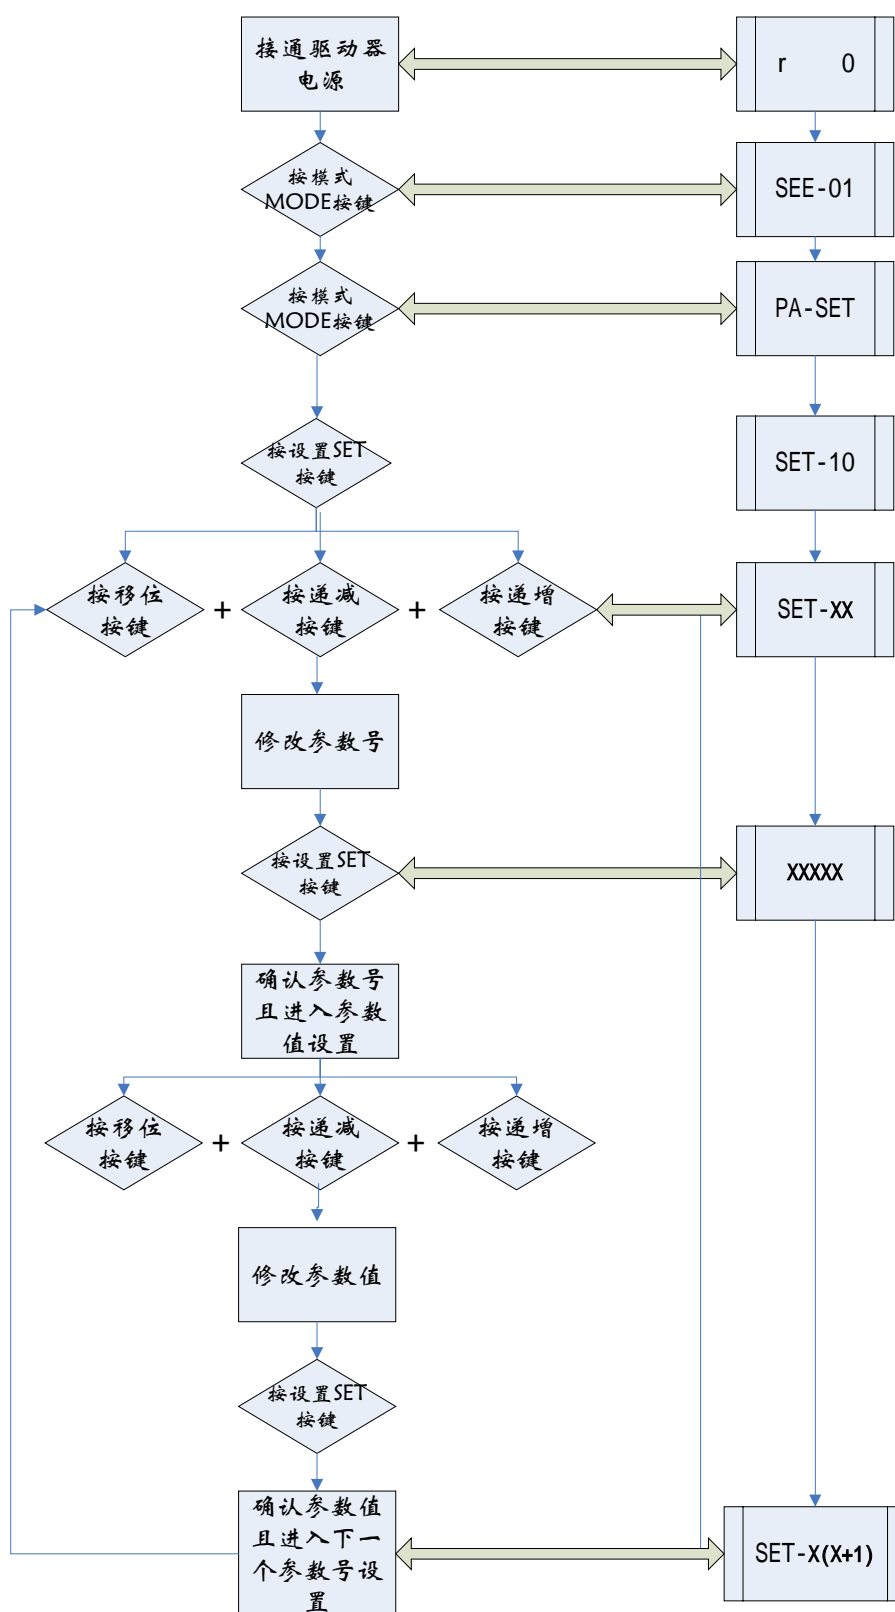 接通驱动器
电源
r 0
按模式
MODE按键
SEE-01
按模式
MODE按键
PA-SET
按设置SET
按键
SET-10
按移位
按键
+
按递减
按键
+
按递增
按键
SET-XX
修改参数号
按设置SET
按键
XXXXX
确认参数号
且进入参数
值设置
按移位
按键
+
按递减
按键
+
按递增
按键
修改参数值
按设置SET
按键
确认参数值
且进入下一
个参数号设
置
SET-X(X+1)